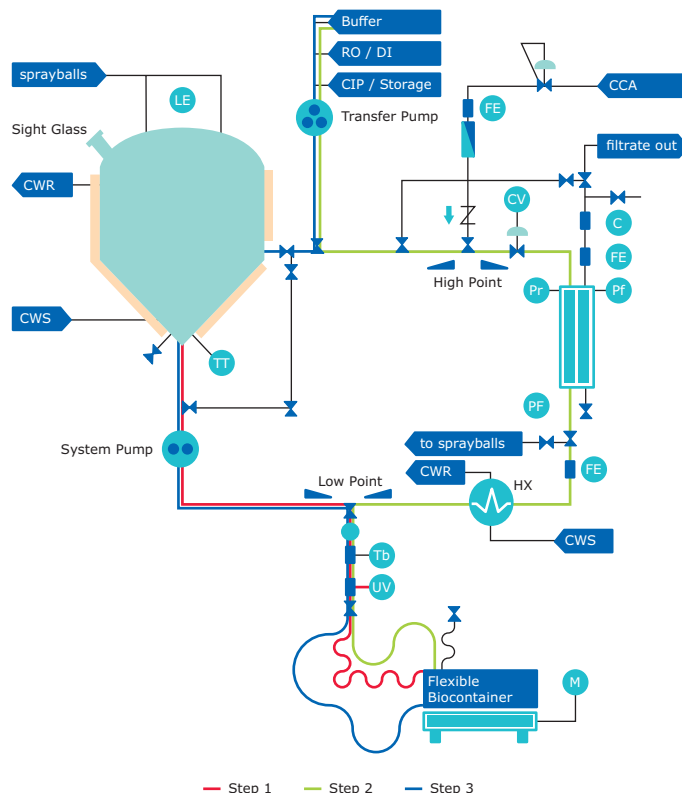 Buffer
sprayballs
RO / DI
LE
CIP / Storage
CCA
FE
Transfer Pump
Sight Glass
filtrate out
CWR
CV
C
FE
High Point
Pr
Pf
CWS
TT
PF
to sprayballs
System Pump
CWR
FE
Low Point
HX
CWS
Tb
UV
Flexible
Biocontainer
M
Step 1 Step 2 Step 3